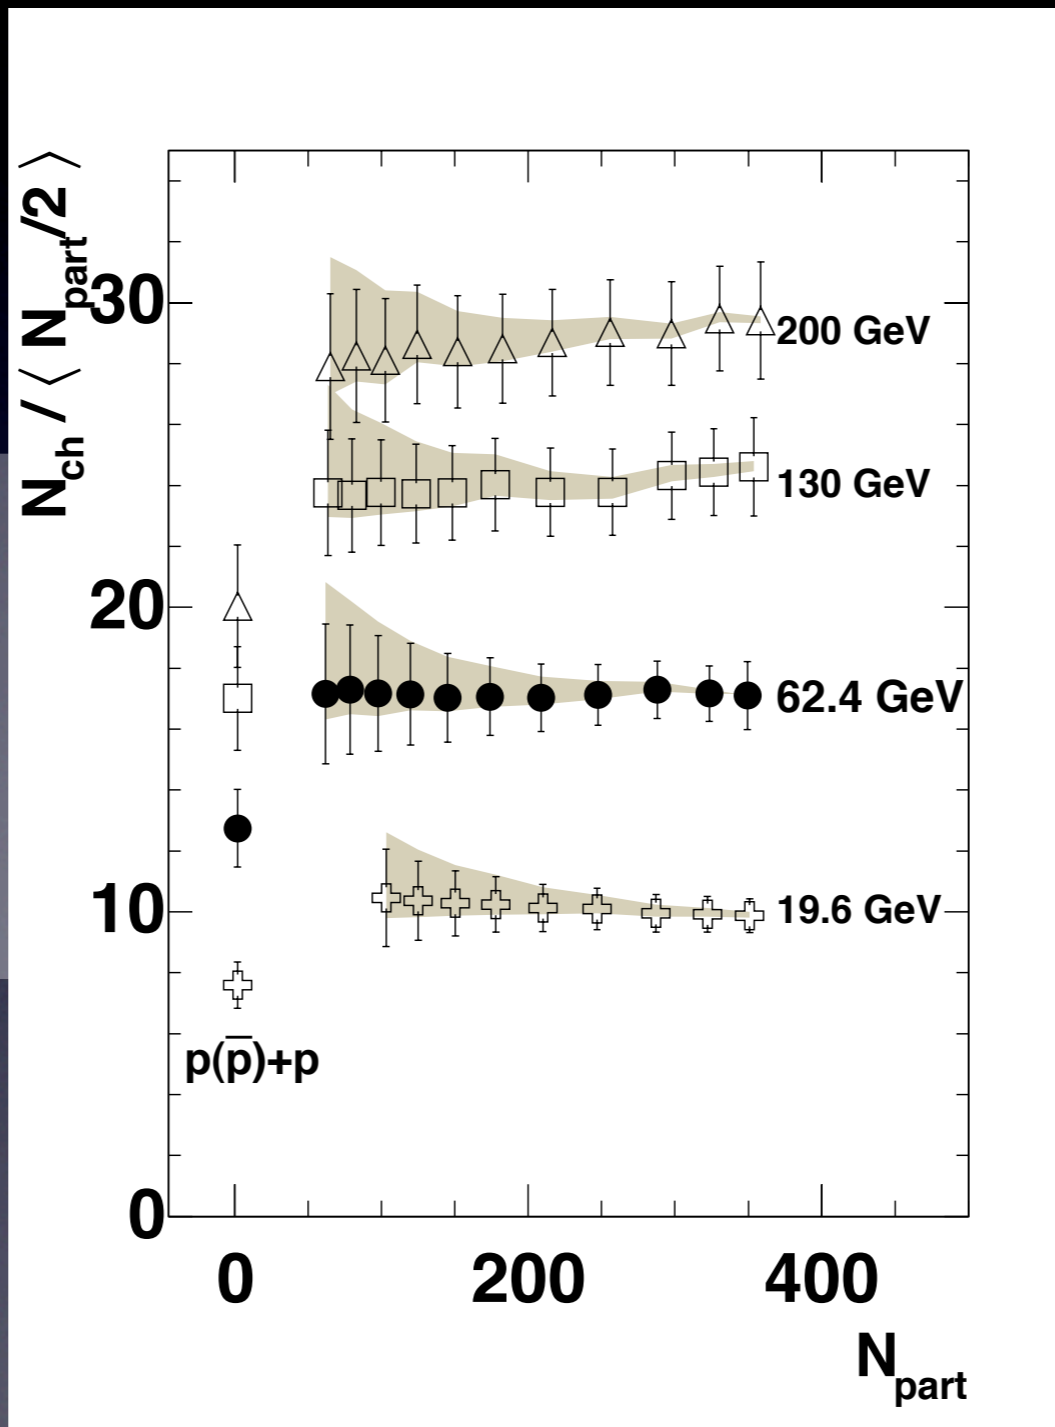 N_ch / ⟨ N_part/2 ⟩
30
20
10
0
200 GeV
130 GeV
62.4 GeV
19.6 GeV
p(p̅)+p
0 200 400
N_part